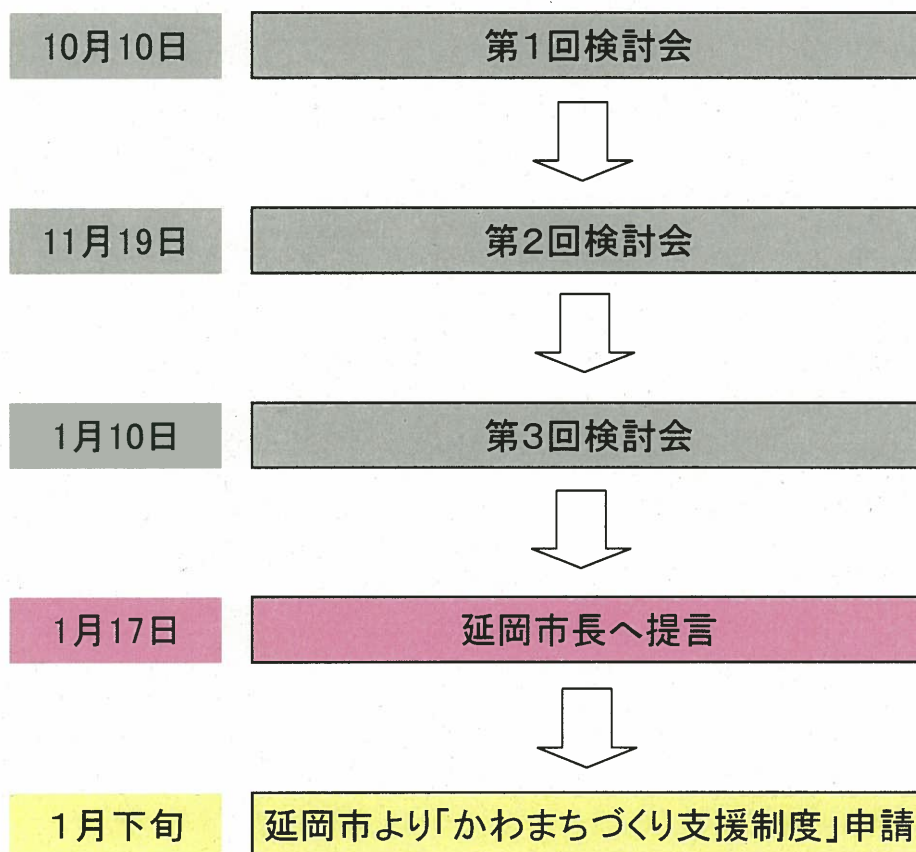 10月10日 第1回検討会
11月19日 第2回検討会
1月10日 第3回検討会
1月17日 延岡市長へ提言
1月下旬 延岡市より「かわまちづくり支援制度」申請